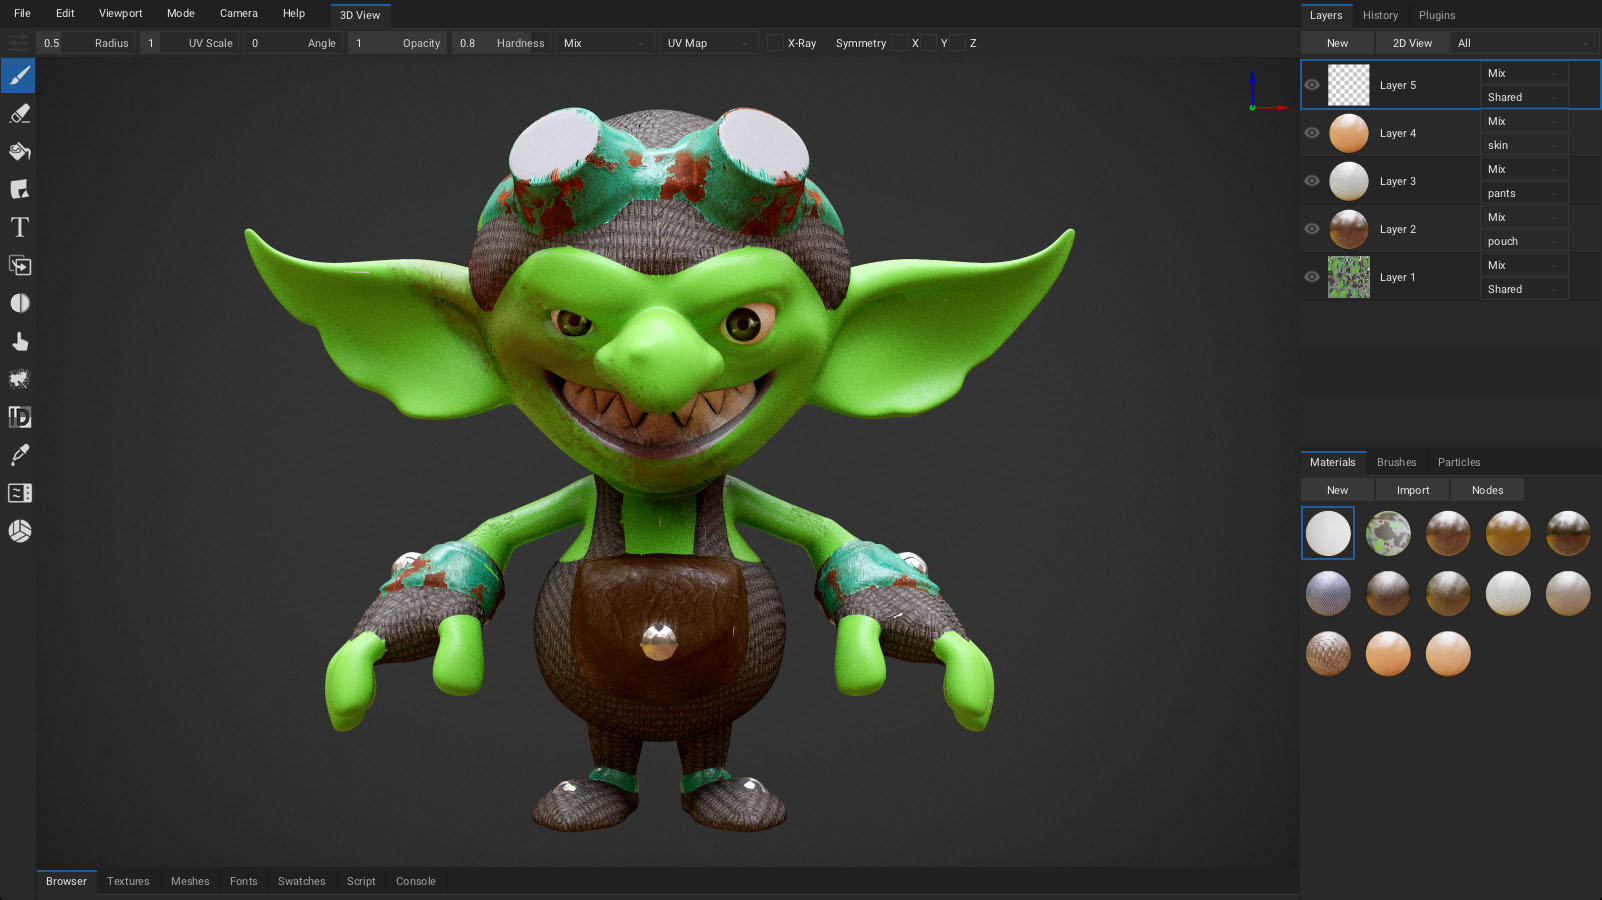 File Edit Viewport Mode Camera Help 3D View
0.5 Radius 1 UV Scale 0 Angle 1 Opacity 0.8 Hardness Mix UV Map X-Ray Symmetry X Y Z
T
ID
Browser Textures Meshes Fonts Swatches Script Console
Layers History Plugins
New 2D View All
Layer 5 Mix
Shared
Layer 4 Mix
skin
Layer 3 Mix
pants
Layer 2 Mix
pouch
Layer 1 Mix
Shared
Materials Brushes Particles
New Import Nodes